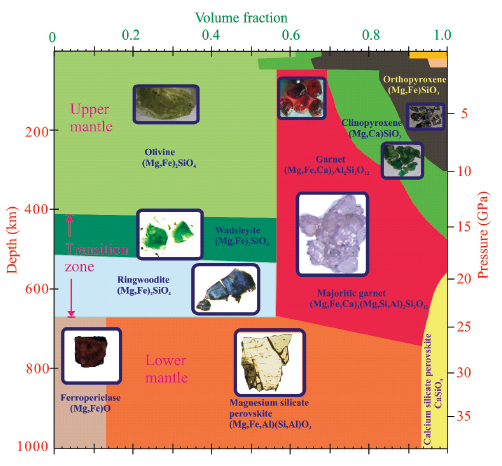 Volume fraction
0 0.2 0.4 0.6 0.8 1.0
Orthopyroxene
(Mg,Fe)SiO₃
Upper
mantle
5
200
Clinopyroxene
(Mg,Ca)SiO₃
Olivine
(Mg,Fe)₂SiO₄
Garnet
(Mg,Fe,Ca)₃Al₂Si₃O₁₂
10
400
15
Wadsleyite
(Mg,Fe)₂SiO₄
Transition
zone
Depth (km)
Pressure (GPa)
Ringwoodite
(Mg,Fe)₂SiO₄
20
600
Majoritic garnet
(Mg,Fe,Ca)₃(Mg,Si,Al)₂Si₃O₁₂
25
Lower
mantle
800
30
Ferropericlase
(Mg,Fe)O
Magnesium silicate
perovskite
(Mg,Fe,Al)(Si,Al)O₃
Calcium silicate perovskite
CaSiO₃
35
1000